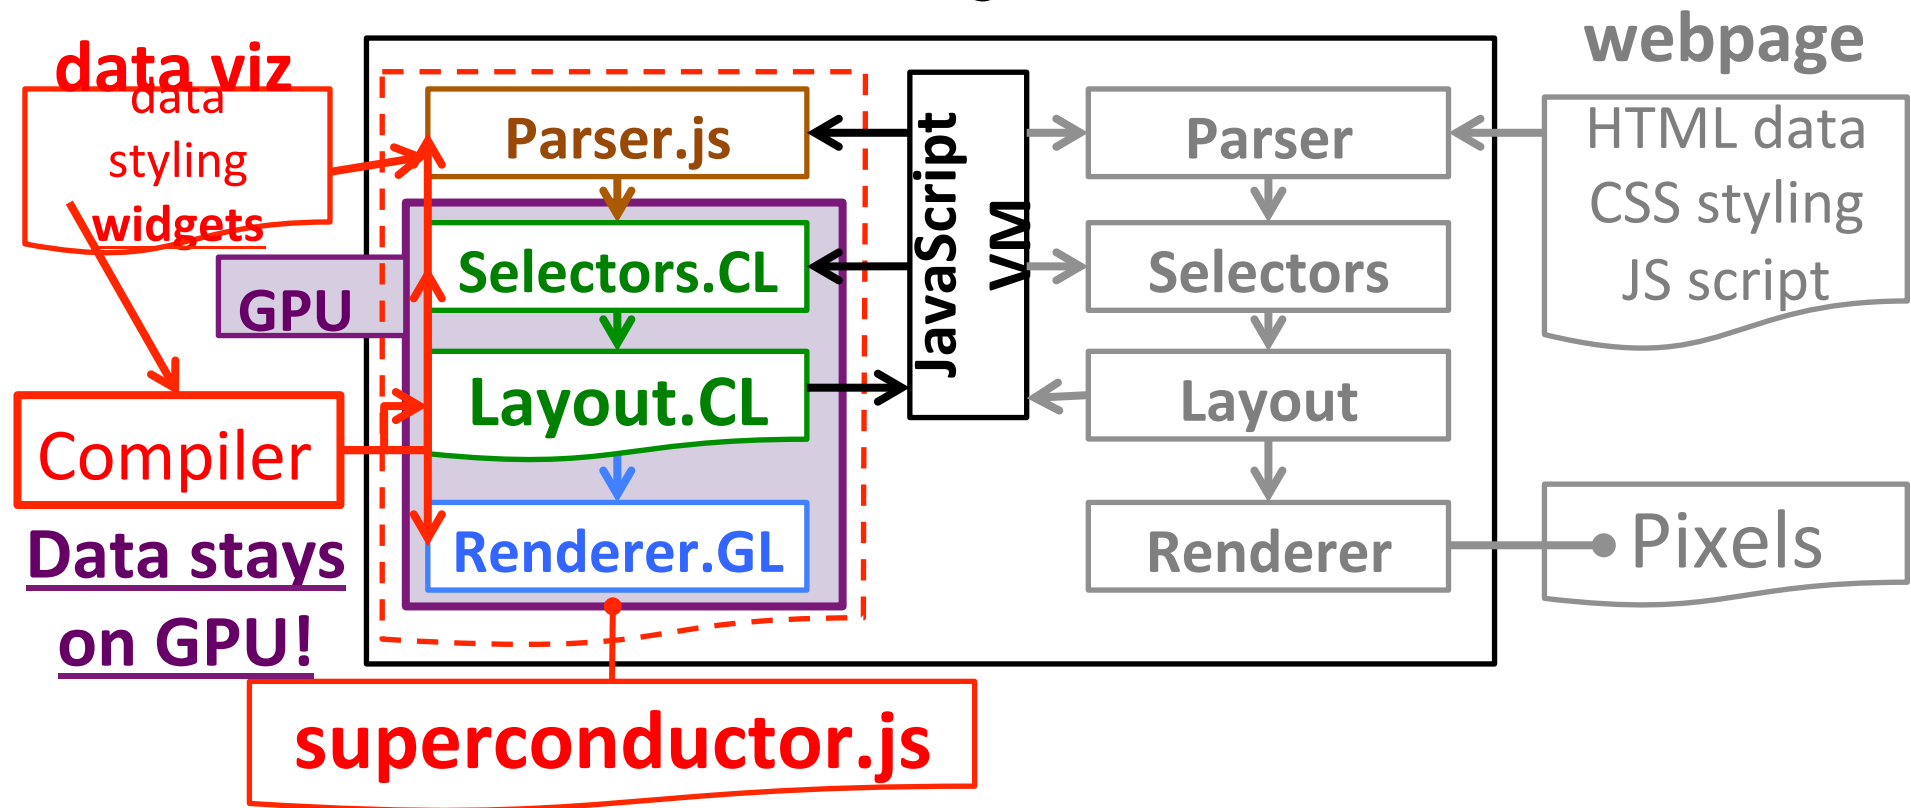 data viz
data
styling
widgets
GPU
Compiler
Data stays
on GPU!
Parser.js
Selectors.CL
Layout.CL
Renderer.GL
superconductor.js
JavaScript
VM
Parser
Selectors
Layout
Renderer
webpage
HTML data
CSS styling
JS script
Pixels